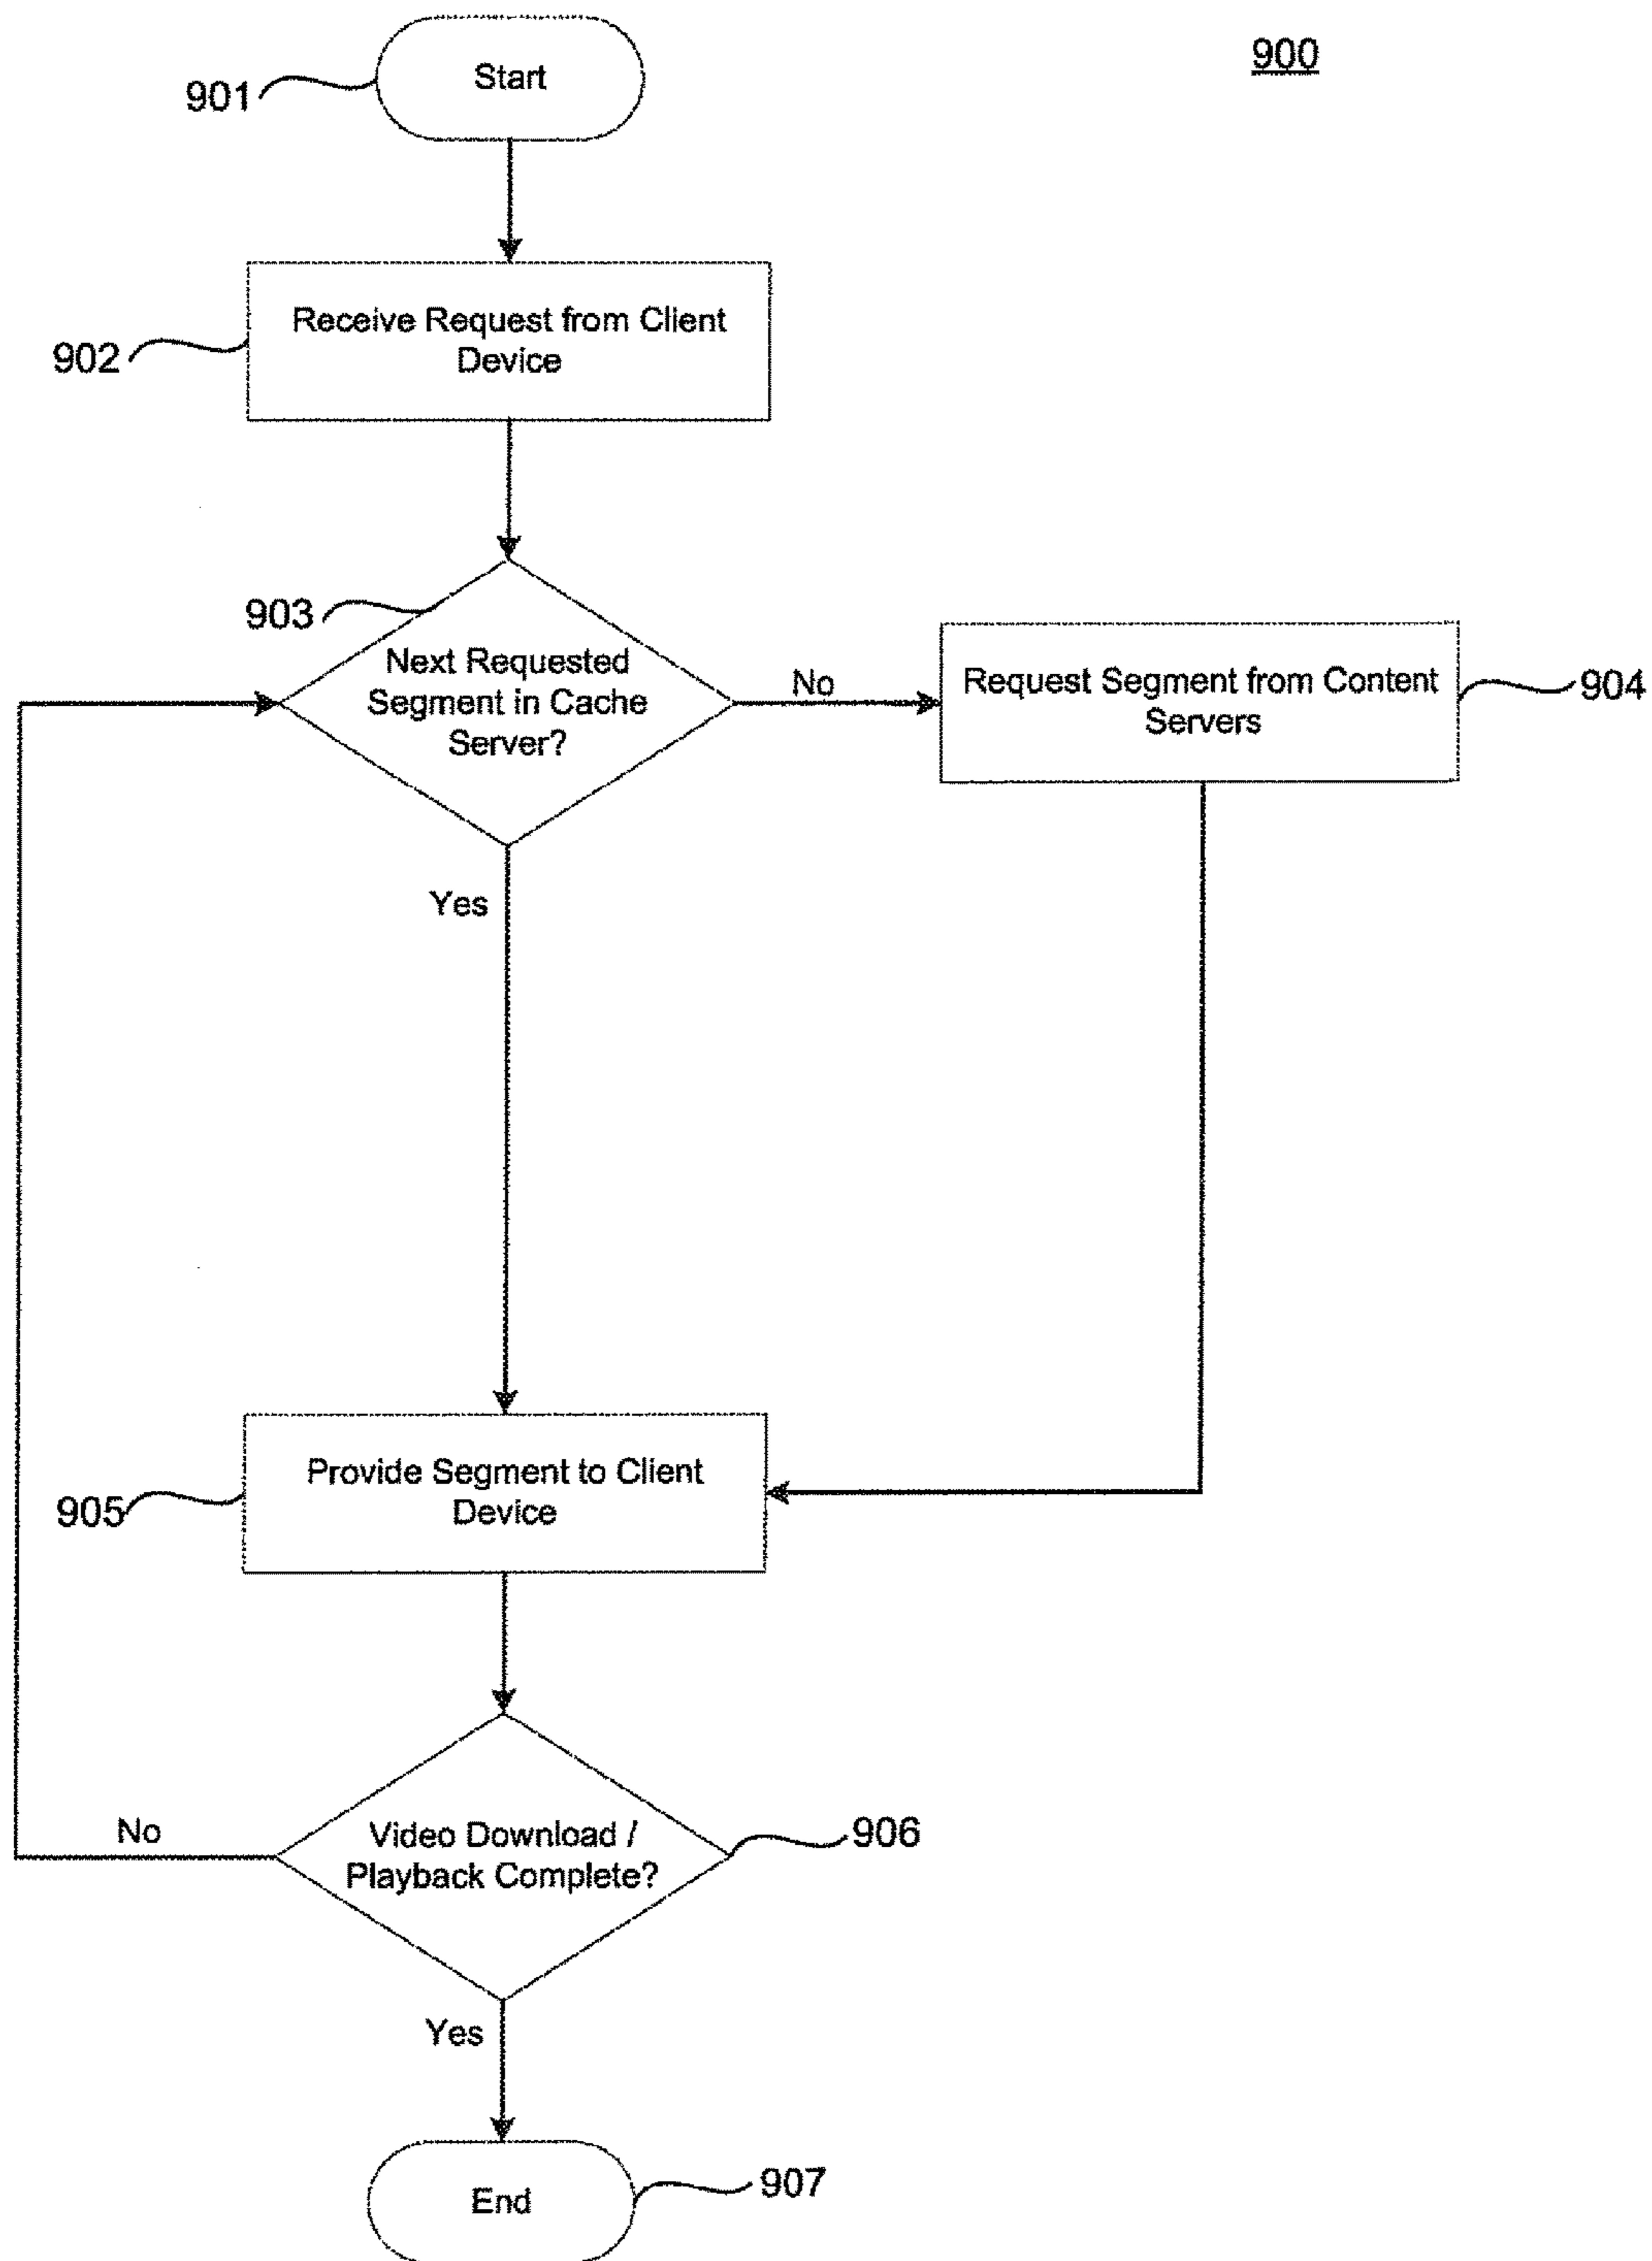 900
901
Start
902
Receive Request from Client
Device
903
Next Requested
Segment in Cache
Server?
No
Request Segment from Content
Servers
904
Yes
905
Provide Segment to Client
Device
No
Video Download /
Playback Complete?
906
Yes
End
907